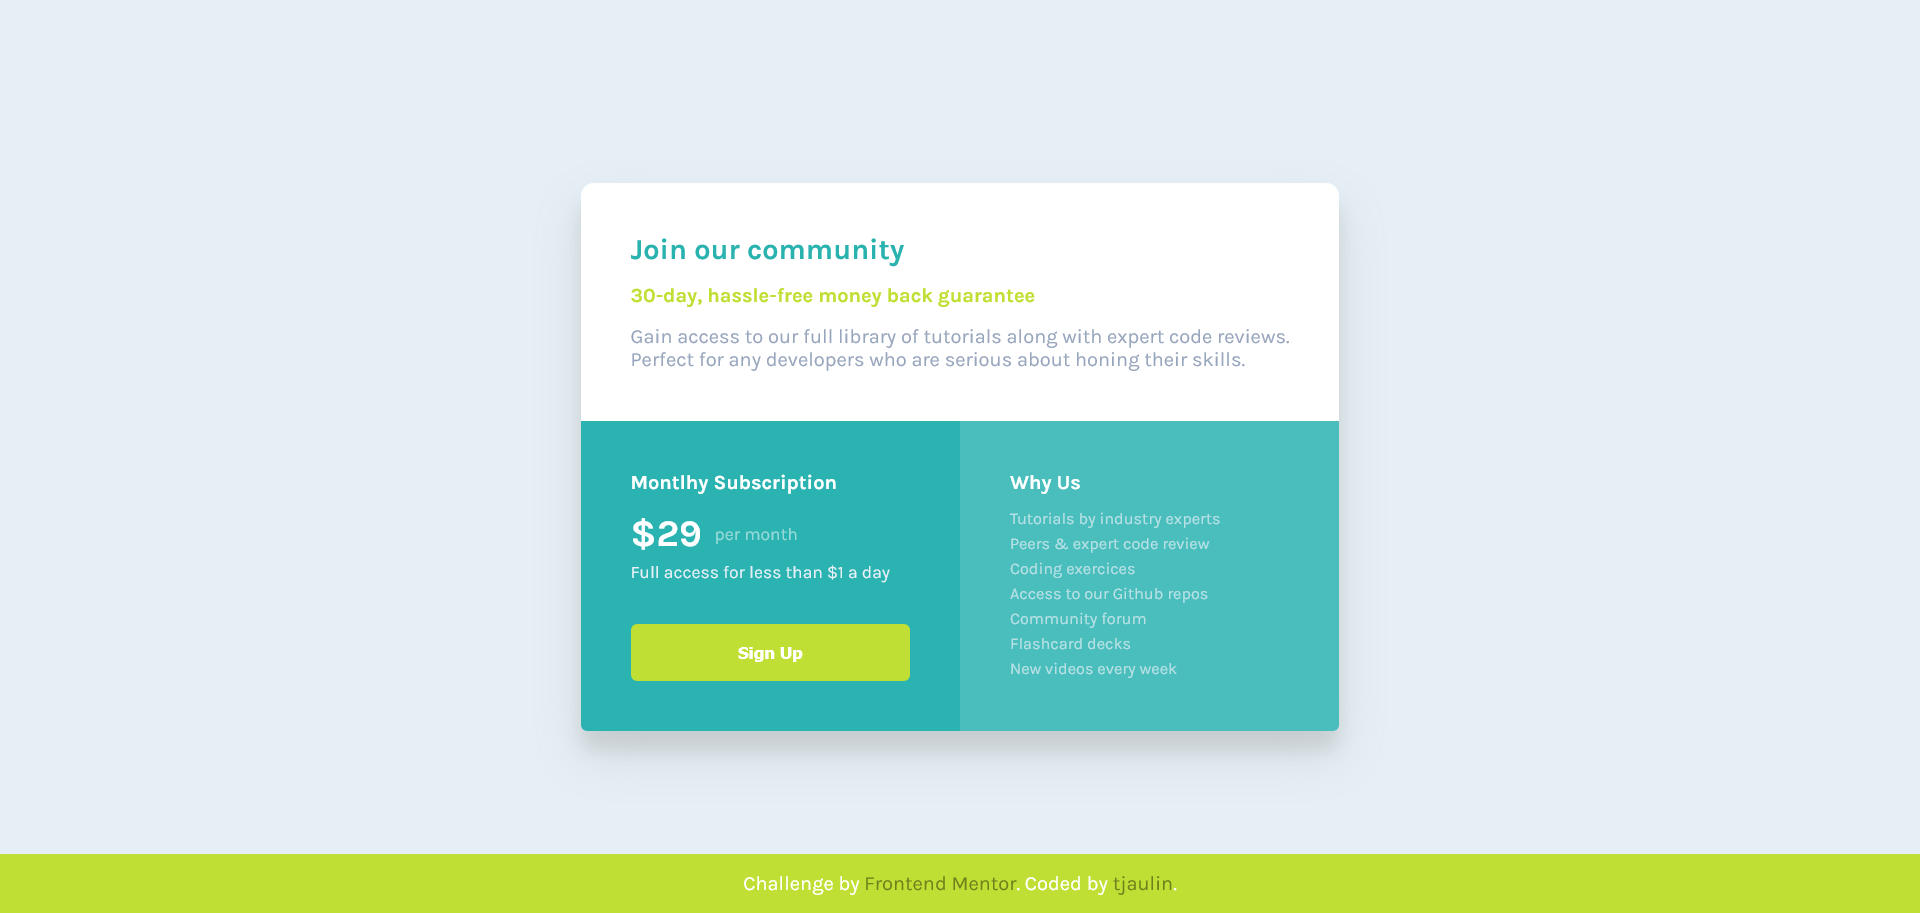 Join our community
30-day, hassle-free money back guarantee
Gain access to our full library of tutorials along with expert code reviews.
Perfect for any developers who are serious about honing their skills.
Montlhy Subscription
$29 per month
Full access for less than $1 a day
Sign Up
Why Us
Tutorials by industry experts
Peers & expert code review
Coding exercices
Access to our Github repos
Community forum
Flashcard decks
New videos every week
Challenge by Frontend Mentor. Coded by tjaulin.